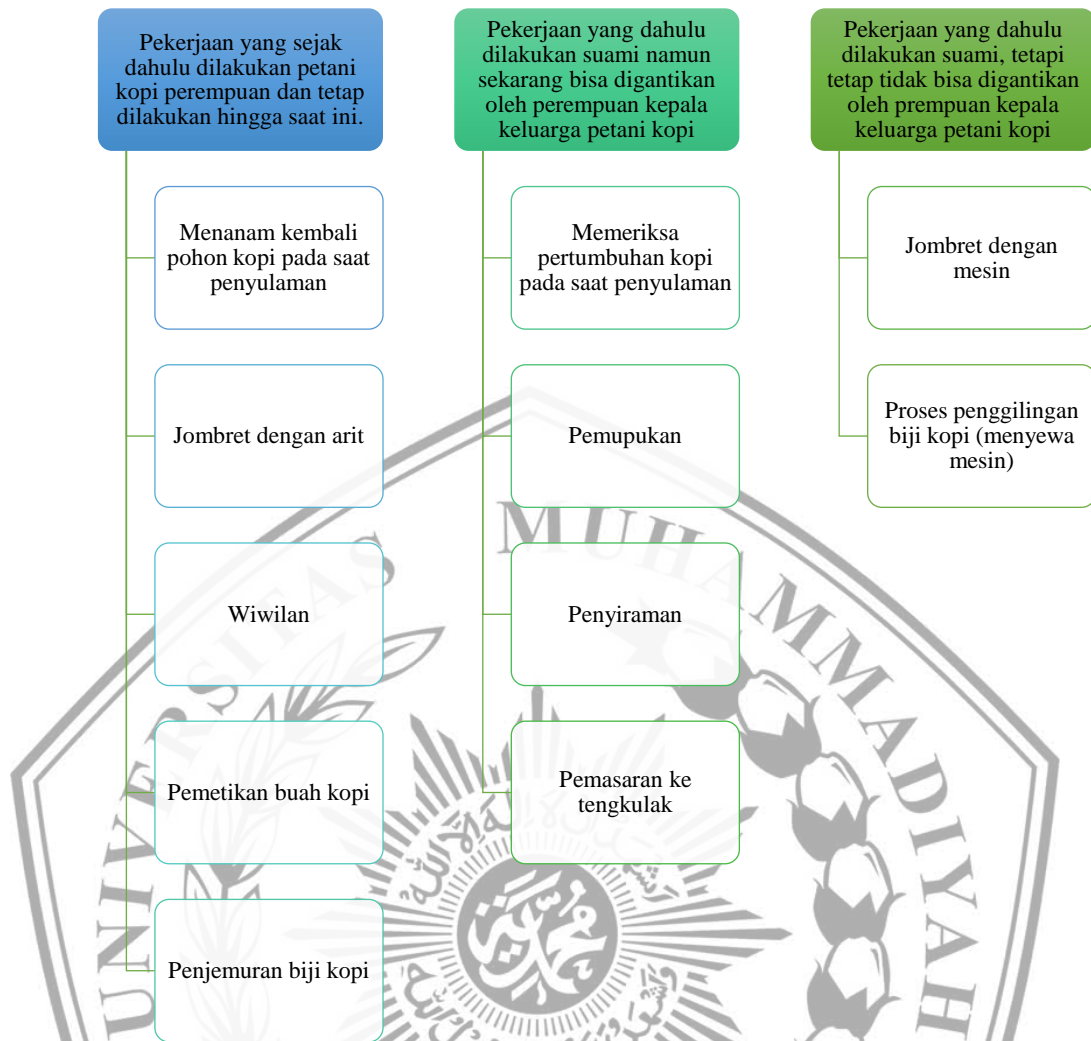 Pekerjaan yang sejak
dahulu dilakukan petani
kopi perempuan dan tetap
dilakukan hingga saat ini.
Menanam kembali
pohon kopi pada saat
penyulaman
Jombret dengan arit
Wiwilan
Pemetikan buah kopi
Penjemuran biji kopi
Pekerjaan yang dahulu
dilakukan suami namun
sekarang bisa digantikan
oleh perempuan kepala
keluarga petani kopi
Memeriksa
pertumbuhan kopi
pada saat penyulaman
Pemupukan
Penyiraman
Pemasaran ke
tengkulak
Pekerjaan yang dahulu
dilakukan suami, tetapi
tetap tidak bisa digantikan
oleh prempuan kepala
keluarga petani kopi
Jombret dengan
mesin
Proses penggilingan
biji kopi (menyewa
mesin)
UNIVERSITAS MUHAMMADIYAH